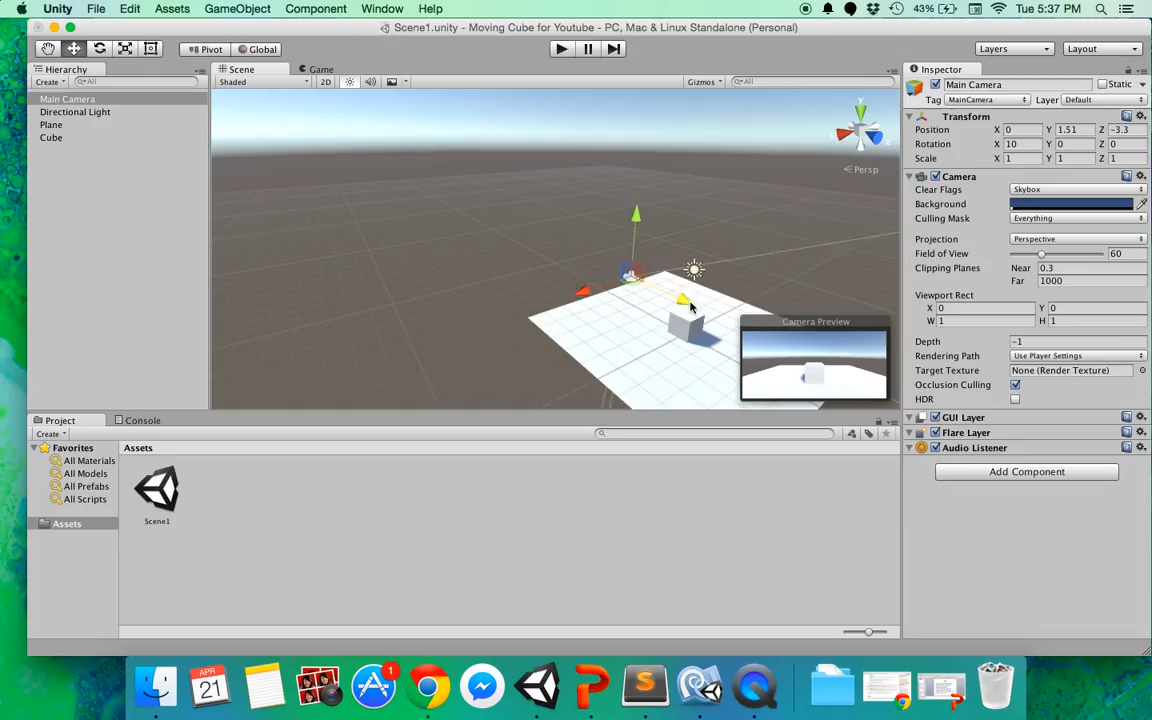 Unity File Edit Assets GameObject Component Window Help 43% Tue 5:37 PM
Scene1.unity - Moving Cube for Youtube - PC, Mac & Linux Standalone (Personal)
Pivot Global Layers Layout
Hierarchy
Create All
Main Camera
Directional Light
Plane
Cube
Scene Game
Shaded 2D Gizmos All
y
Persp
Camera Preview
Inspector
Main Camera Static
Tag MainCamera Layer Default
Transform
Position X 0 Y 1.51 Z -3.3
Rotation X 10 Y 0 Z 0
Scale X 1 Y 1 Z 1
Camera
Clear Flags Skybox
Background
Culling Mask Everything
Projection Perspective
Field of View 60
Clipping Planes Near 0.3
Far 1000
Viewport Rect
X 0 Y 0
W 1 H 1
Depth -1
Rendering Path Use Player Settings
Target Texture None (Render Texture)
Occlusion Culling
HDR
GUI Layer
Flare Layer
Audio Listener
Add Component
Project Console
Create
Favorites
All Materials
All Models
All Prefabs
All Scripts
Assets
Assets
Scene1
APR
21
1